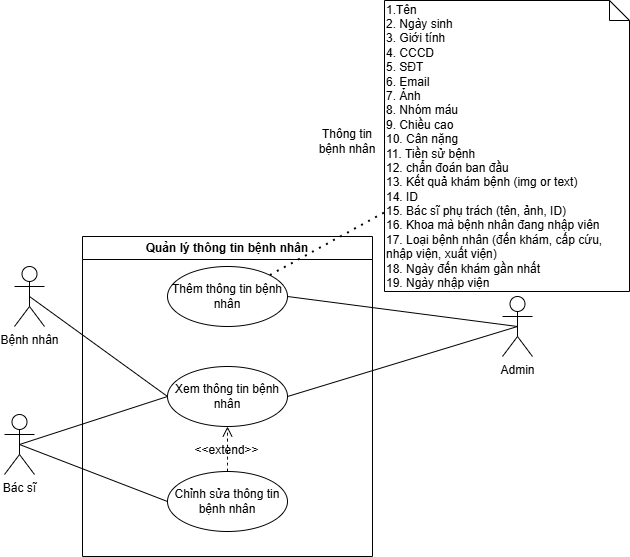 1.Tên
2. Ngày sinh
3. Giới tính
4. CCCD
5. SĐT
6. Email
7. Ảnh
8. Nhóm máu
9. Chiều cao
10. Cân nặng
11. Tiền sử bệnh
12. chẩn đoán ban đầu
13. Kết quả khám bệnh (img or text)
14. ID
15. Bác sĩ phụ trách (tên, ảnh, ID)
16. Khoa mà bệnh nhân đang nhập viên
17. Loại bệnh nhân (đến khám, cấp cứu,
nhập viện, xuất viện)
18. Ngày đến khám gần nhất
19. Ngày nhập viện
Thông tin
bệnh nhân
Quản lý thông tin bệnh nhân
Thêm thông tin bệnh
nhân
Bệnh nhân
Admin
Xem thông tin bệnh
nhân
<<extend>>
Bác sĩ
Chỉnh sửa thông tin
bệnh nhân